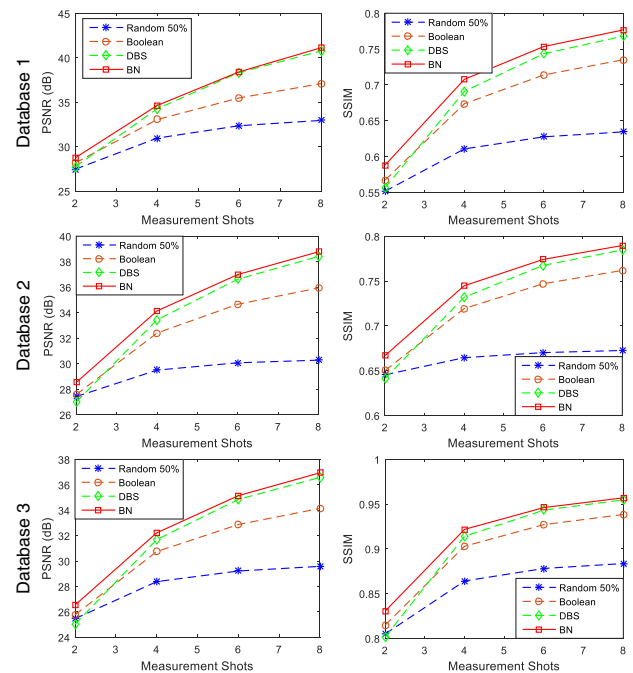 Database 1
PSNR (dB)
45
40
35
30
25
2 3 4 5 6 7 8
Measurement Shots
Random 50%
Boolean
DBS
BN
SSIM
0.8
0.75
0.7
0.65
0.6
0.55
2 3 4 5 6 7 8
Measurement Shots
Random 50%
Boolean
DBS
BN
Database 2
PSNR (dB)
40
38
36
34
32
30
28
26
2 3 4 5 6 7 8
Measurement Shots
Random 50%
Boolean
DBS
BN
SSIM
0.8
0.75
0.7
0.65
0.6
2 3 4 5 6 7 8
Measurement Shots
Random 50%
Boolean
DBS
BN
Database 3
PSNR (dB)
38
36
34
32
30
28
26
24
2 3 4 5 6 7 8
Measurement Shots
Random 50%
Boolean
DBS
BN
SSIM
1
0.95
0.9
0.85
0.8
2 3 4 5 6 7 8
Measurement Shots
Random 50%
Boolean
DBS
BN